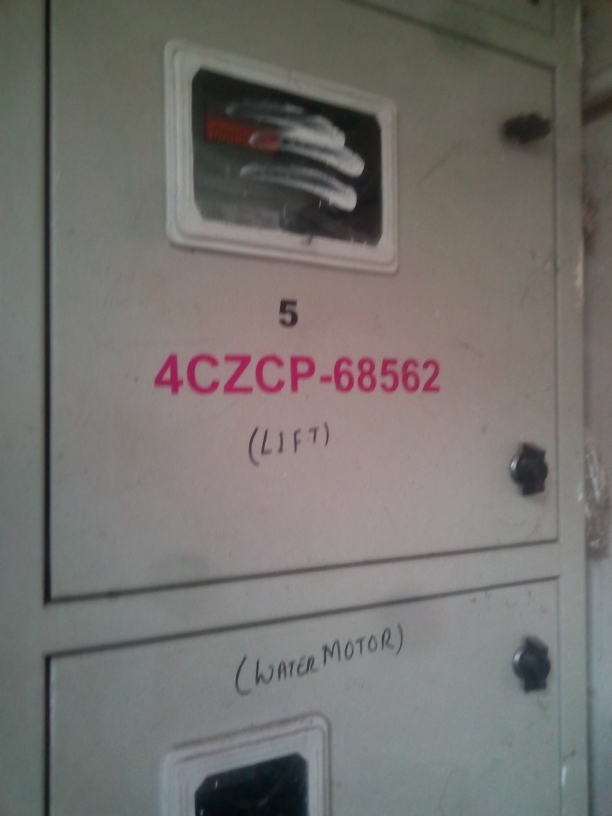 5
4CZCP-68562
(LIFT)
(WATER MOTOR)